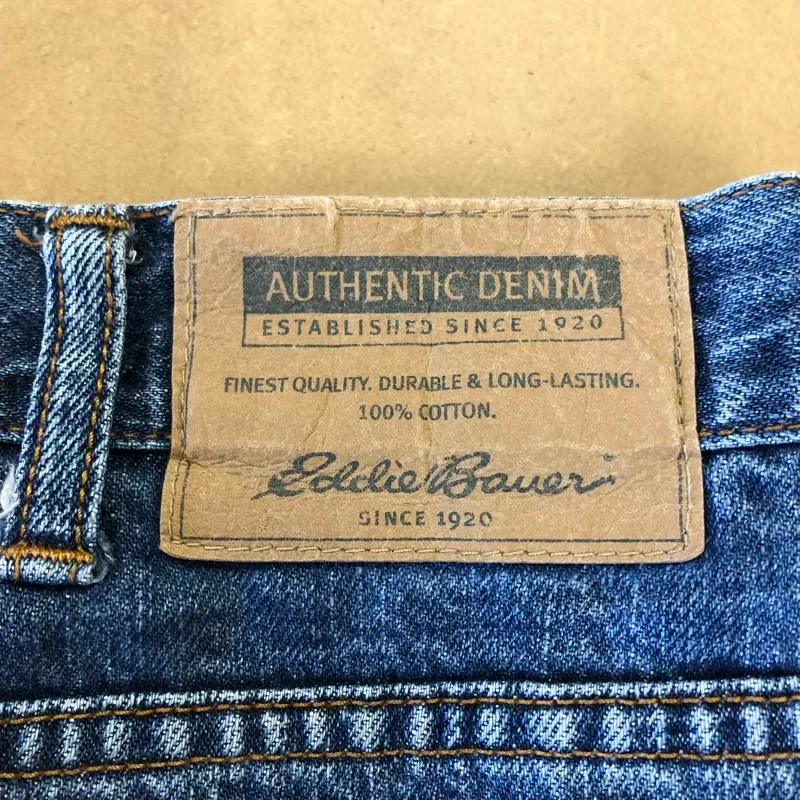 AUTHENTIC DENIM
ESTABLISHED SINCE 1920
FINEST QUALITY. DURABLE & LONG-LASTING.
100% COTTON.
Eddie Bauer
SINCE 1920